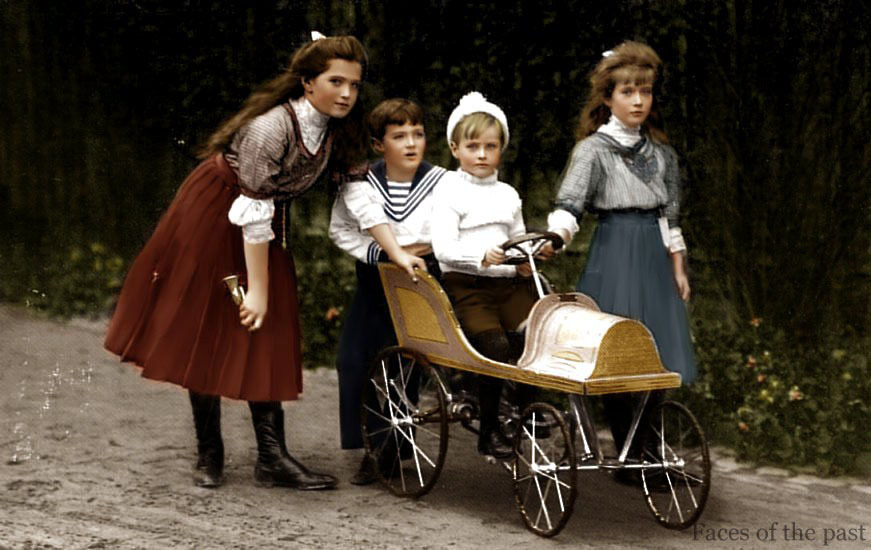 Faces of the past